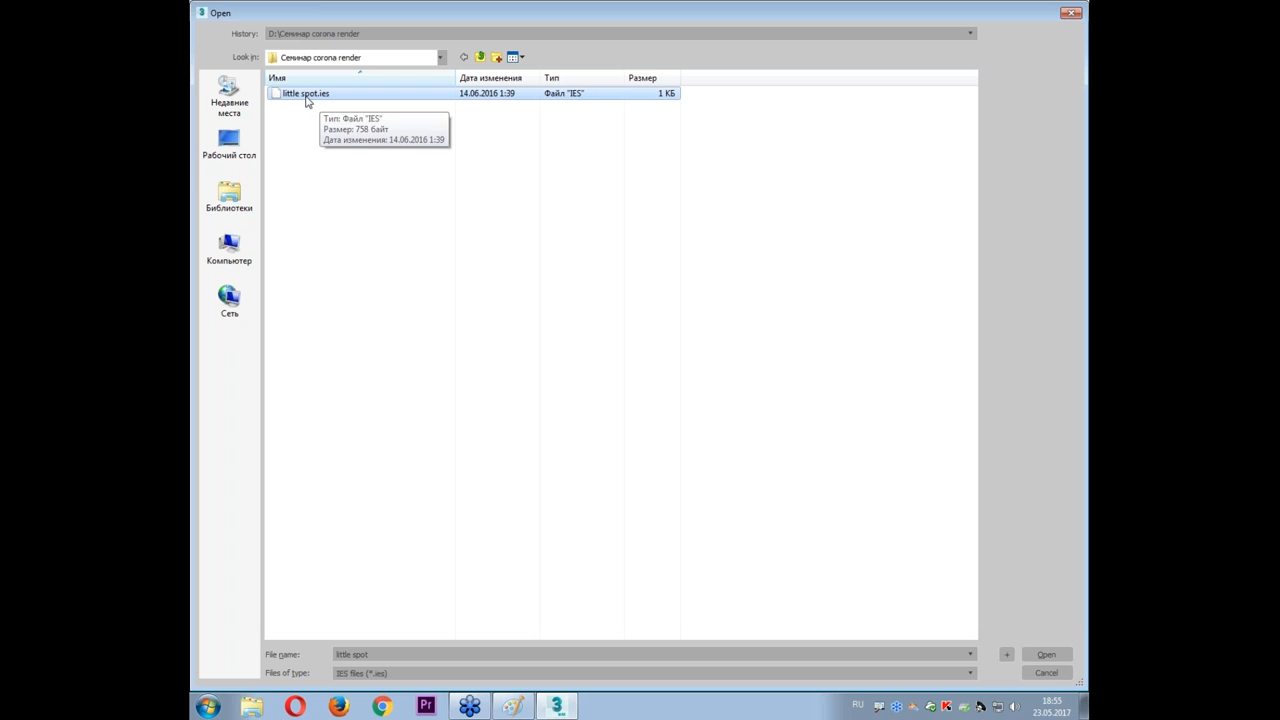 Open
History:
D:\Семинар corona render
Look in:
Семинар corona render
Имя
Дата изменения
Тип
Размер
little spot.ies
14.06.2016 1:39
Файл "IES"
1 КБ
Тип: Файл "IES"
Размер: 758 байт
Дата изменения: 14.06.2016 1:39
Недавние
места
Рабочий стол
Библиотеки
Компьютер
Сеть
File name:
little spot
+
Open
Files of type:
IES files (*.ies)
Cancel
Pr
RU
18:55
23.05.2017